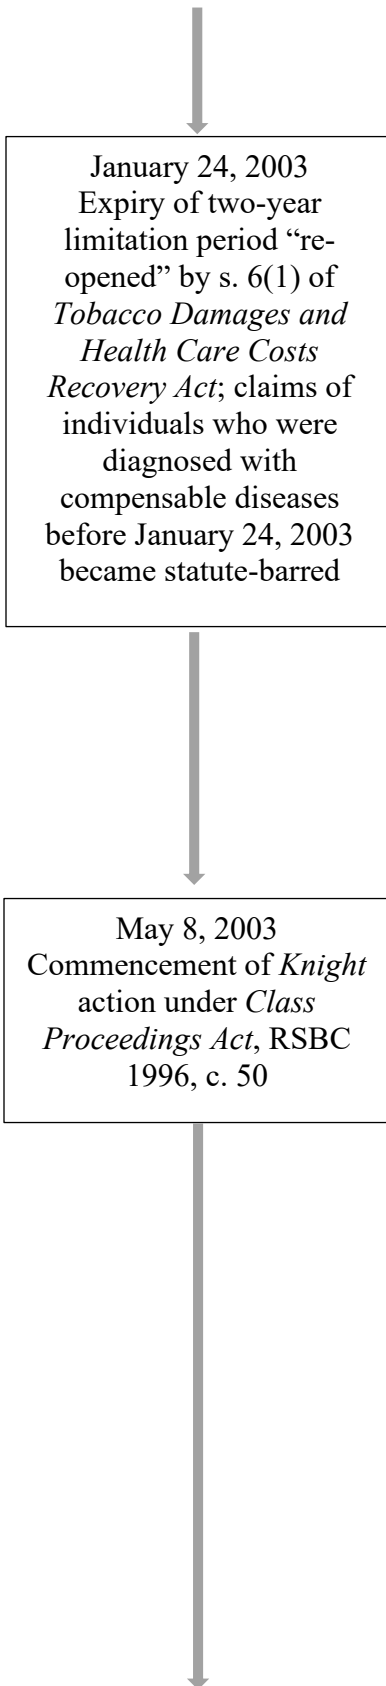 January 24, 2003
Expiry of two-year
limitation period “re-
opened” by s. 6(1) of
Tobacco Damages and
Health Care Costs
Recovery Act; claims of
individuals who were
diagnosed with
compensable diseases
before January 24, 2003
became statute-barred
May 8, 2003
Commencement of Knight
action under Class
Proceedings Act, RSBC
1996, c. 50